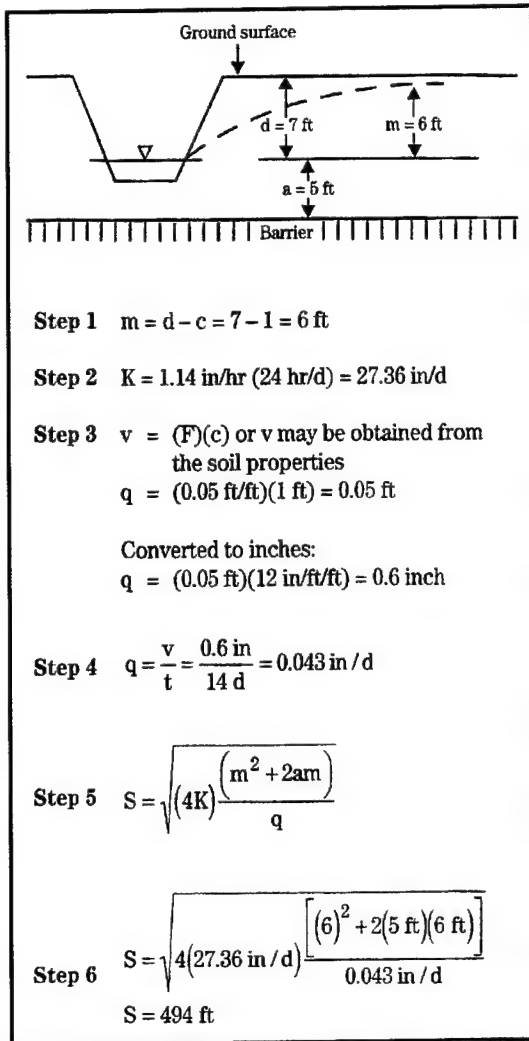 Ground surface
d = 7 ft
m = 6 ft
a = 5 ft
Barrier
Step 1 m = d – c = 7 – 1 = 6 ft
Step 2 K = 1.14 in/hr (24 hr/d) = 27.36 in/d
Step 3 v = (F)(c) or v may be obtained from
the soil properties
q = (0.05 ft/ft)(1 ft) = 0.05 ft
Converted to inches:
q = (0.05 ft)(12 in/ft/ft) = 0.6 inch
Step 4 q = v/t = 0.6 in/14 d = 0.043 in / d
Step 5 S = √((4K) (m² + 2am)/q)
Step 6 S = √(4(27.36 in / d) [(6)² + 2(5 ft)(6 ft)]/0.043 in / d)
S = 494 ft